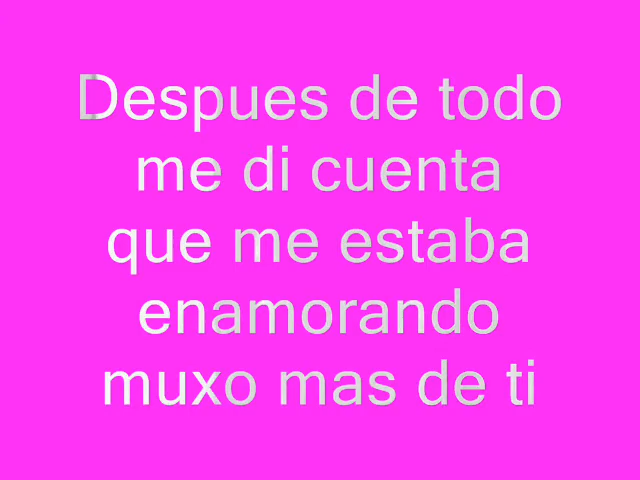 Despues de todo
me di cuenta
que me estaba
enamorando
muxo mas de ti